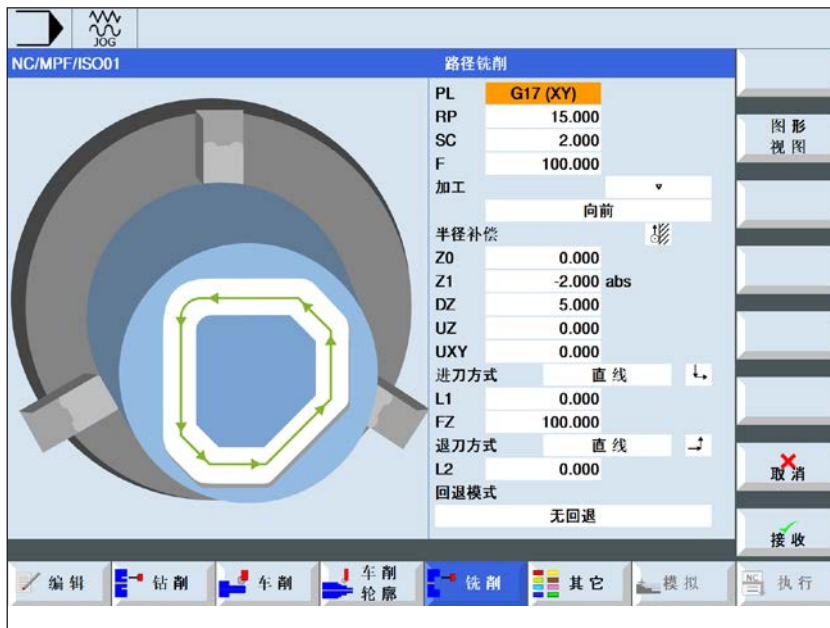 JOG
NC/MPF/ISO01
路径铣削
PL G17 (XY)
RP 15.000
SC 2.000
F 100.000
加工 ▽
向前
半径补偿
Z0 0.000
Z1 -2.000 abs
DZ 5.000
UZ 0.000
UXY 0.000
进刀方式 直线
L1 0.000
FZ 100.000
退刀方式 直线
L2 0.000
回退模式
无回退
图形
视图
取消
接收
编辑
钻削
车削
车削
轮廓
铣削
其它
模拟
NC
执行